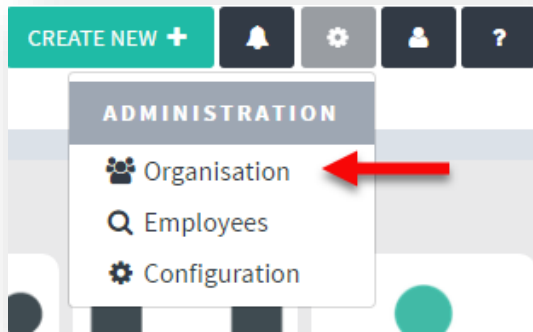 CREATE NEW +
?
ADMINISTRATION
Organisation
Employees
Configuration